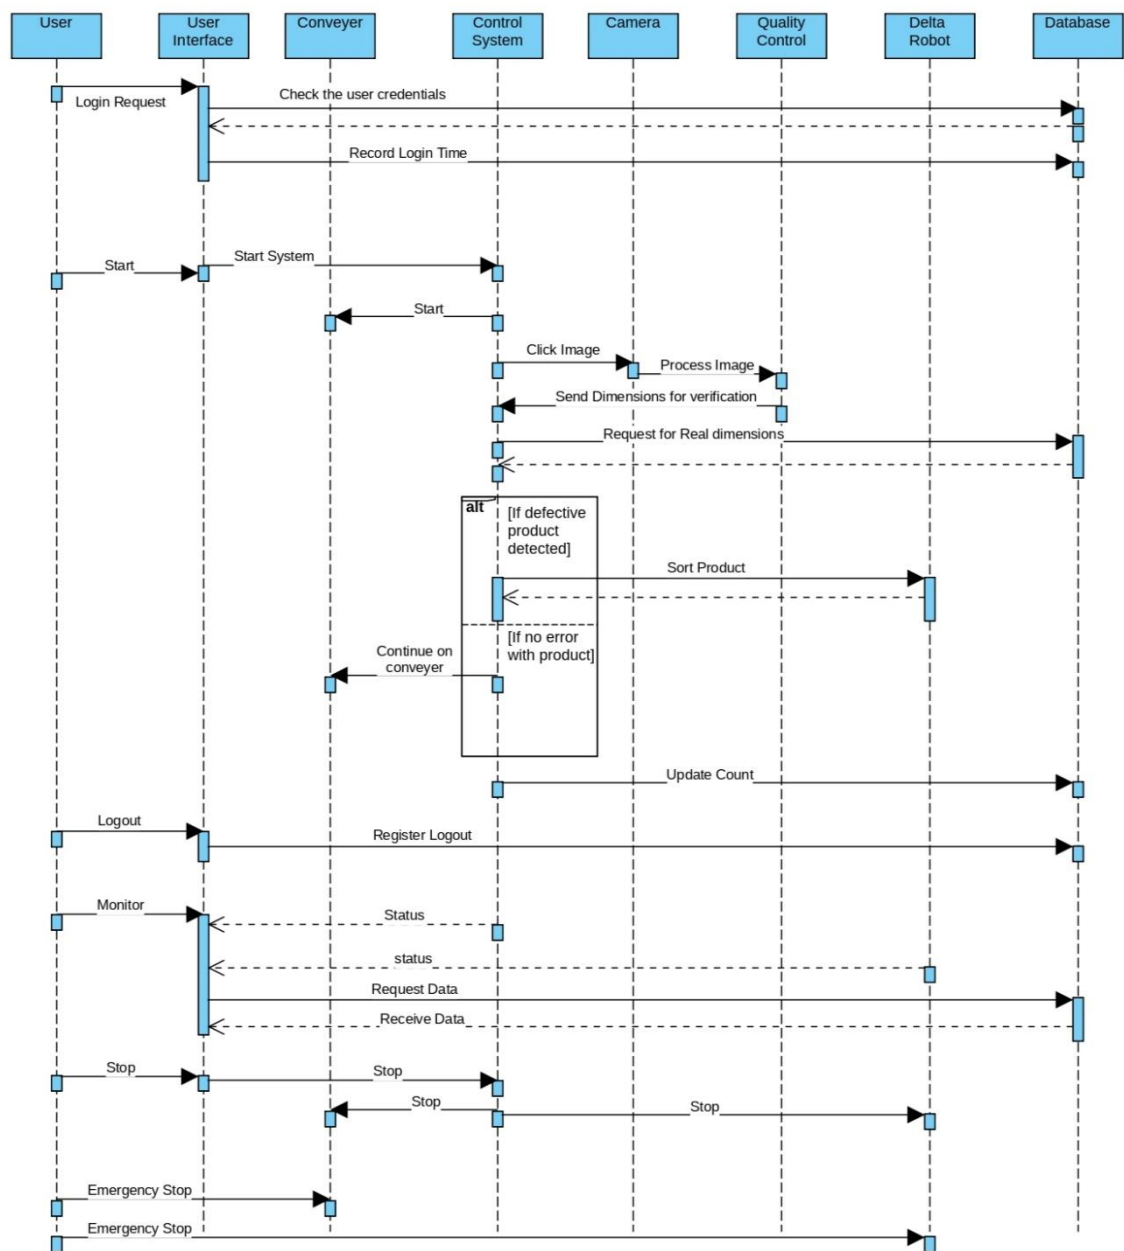 User
User
Interface
Conveyer
Control
System
Camera
Quality
Control
Delta
Robot
Database
Login Request
Check the user credentials
Record Login Time
Start
Start System
Start
Click Image
Process Image
Send Dimensions for verification
Request for Real dimensions
alt
[If defective
product
detected]
Sort Product
[If no error
with product]
Continue on
conveyer
Update Count
Logout
Register Logout
Monitor
Status
status
Request Data
Receive Data
Stop
Stop
Stop
Stop
Emergency Stop
Emergency Stop